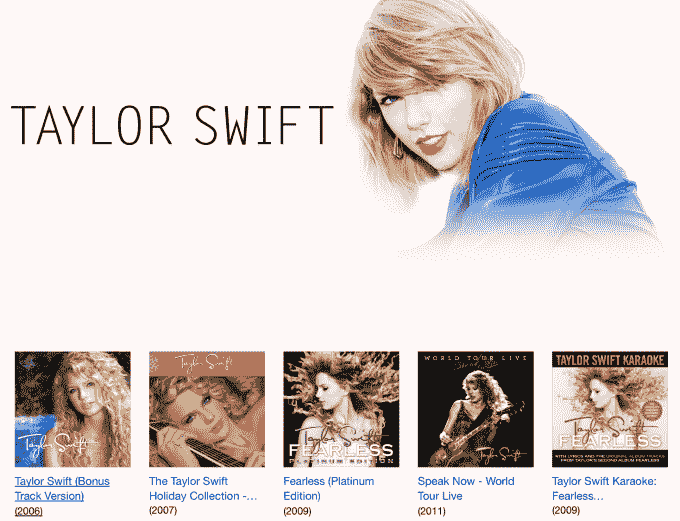 TAYLOR SWIFT
WORLD TOUR LIVE
TAYLOR SWIFT KARAOKE
Taylor Swift
Taylor Swift
Speak Now
Taylor Swift
Taylor Swift
Taylor Swift
FEARLESS
PLATINUM EDITION
Taylor Swift
FEARLESS
WITH LYRICS AND THE ORIGINAL ALBUM TRACKS
FROM TAYLOR'S SECOND ALBUM FEARLESS
Taylor Swift (Bonus
Track Version)
(2006)
The Taylor Swift
Holiday Collection -...
(2007)
Fearless (Platinum
Edition)
(2009)
Speak Now - World
Tour Live
(2011)
Taylor Swift Karaoke:
Fearless...
(2009)